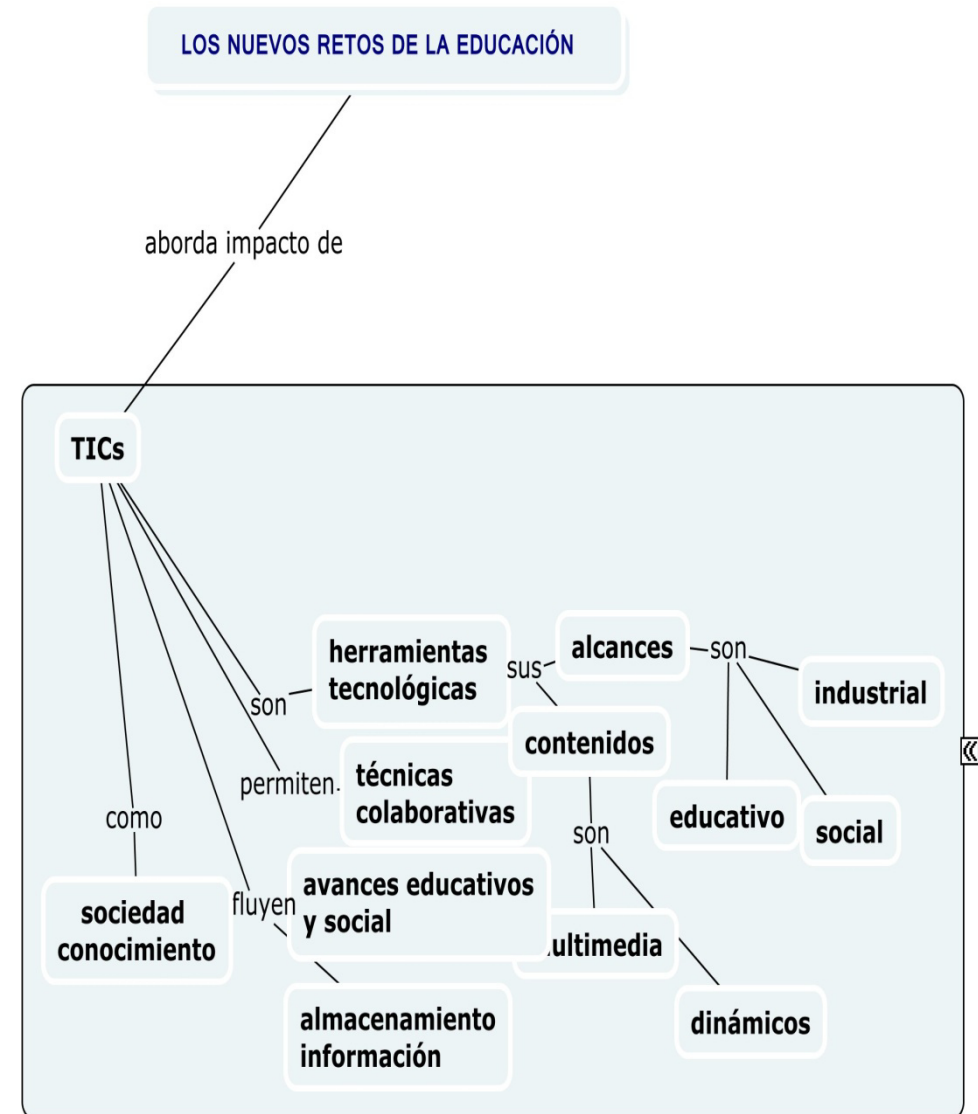 LOS NUEVOS RETOS DE LA EDUCACIÓN
aborda impacto de
TICs
herramientas
tecnológicas
sus
alcances
son
industrial
son
contenidos
permiten
técnicas
colaborativas
educativo
social
como
son
sociedad
conocimiento
fluyen
avances educativos
y social
ultimedia
dinámicos
almacenamiento
información